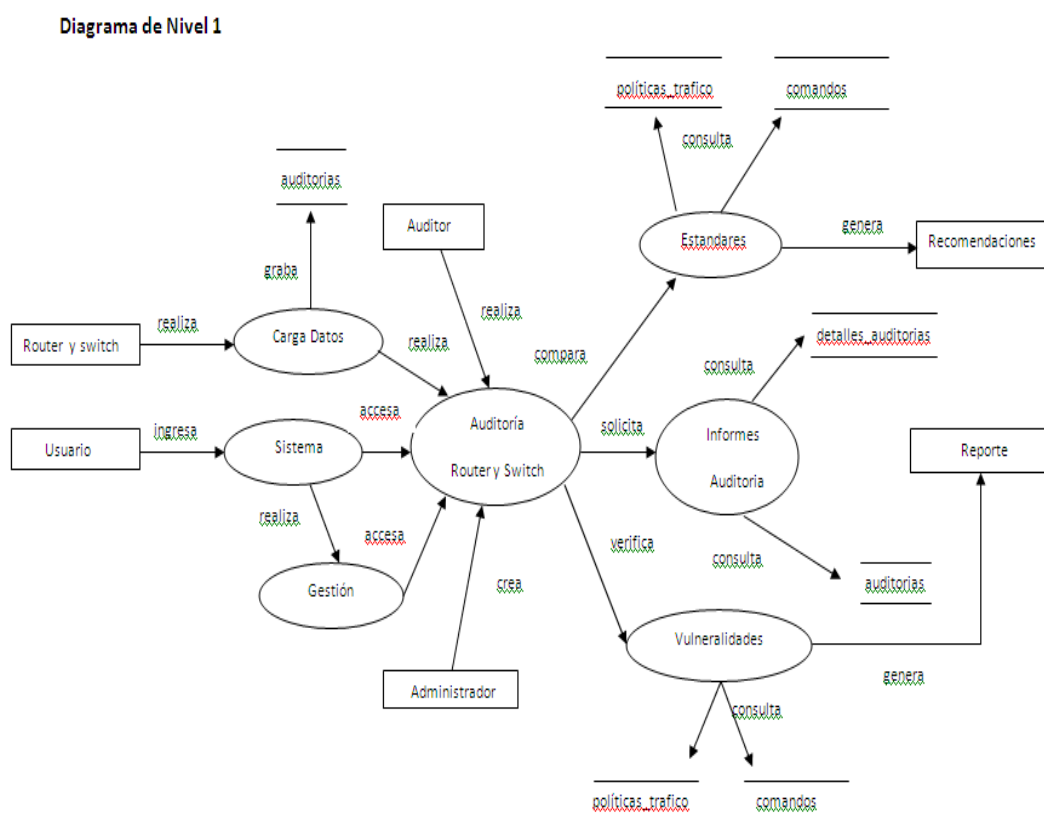 Diagrama de Nivel 1
políticas_trafico
comandos
consulta
auditorias
Auditor
Estandares
genera
Recomendaciones
graba
realiza
realiza
Router y switch
Carga Datos
realiza
compara
detalles_auditorias
consulta
accesa
Auditoría
Router y Switch
ingresa
Usuario
Sistema
solicita
Informes
Auditoria
Reporte
realiza
accesa
verifica
consulta
Gestión
crea
auditorias
Vulneralidades
genera
Administrador
consulta
políticas_trafico
comandos